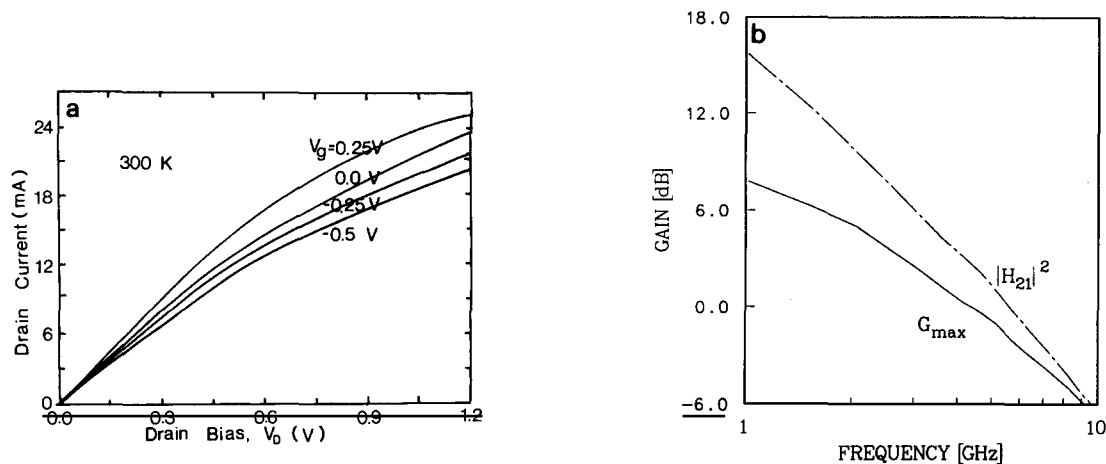 a
24
18
12
6
0
Drain Current (mA)
300 K
Vg=0.25V
0.0 V
-0.25V
-0.5 V
0.0 0.3 0.6 0.9 1.2
Drain Bias, VD (V)
b
18.0
12.0
6.0
0.0
-6.0
GAIN [dB]
|H21|2
Gmax
1 10
FREQUENCY [GHz]